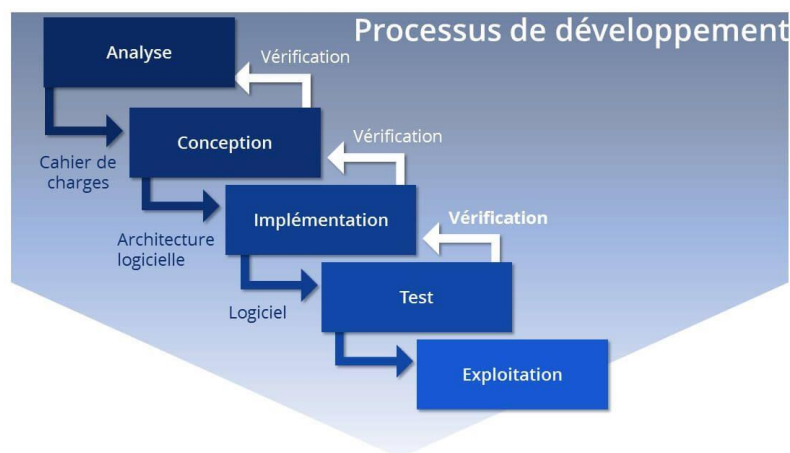 Processus de développement
Analyse
Vérification
Conception
Vérification
Cahier de
charges
Implémentation
Vérification
Architecture
logicielle
Test
Logiciel
Exploitation